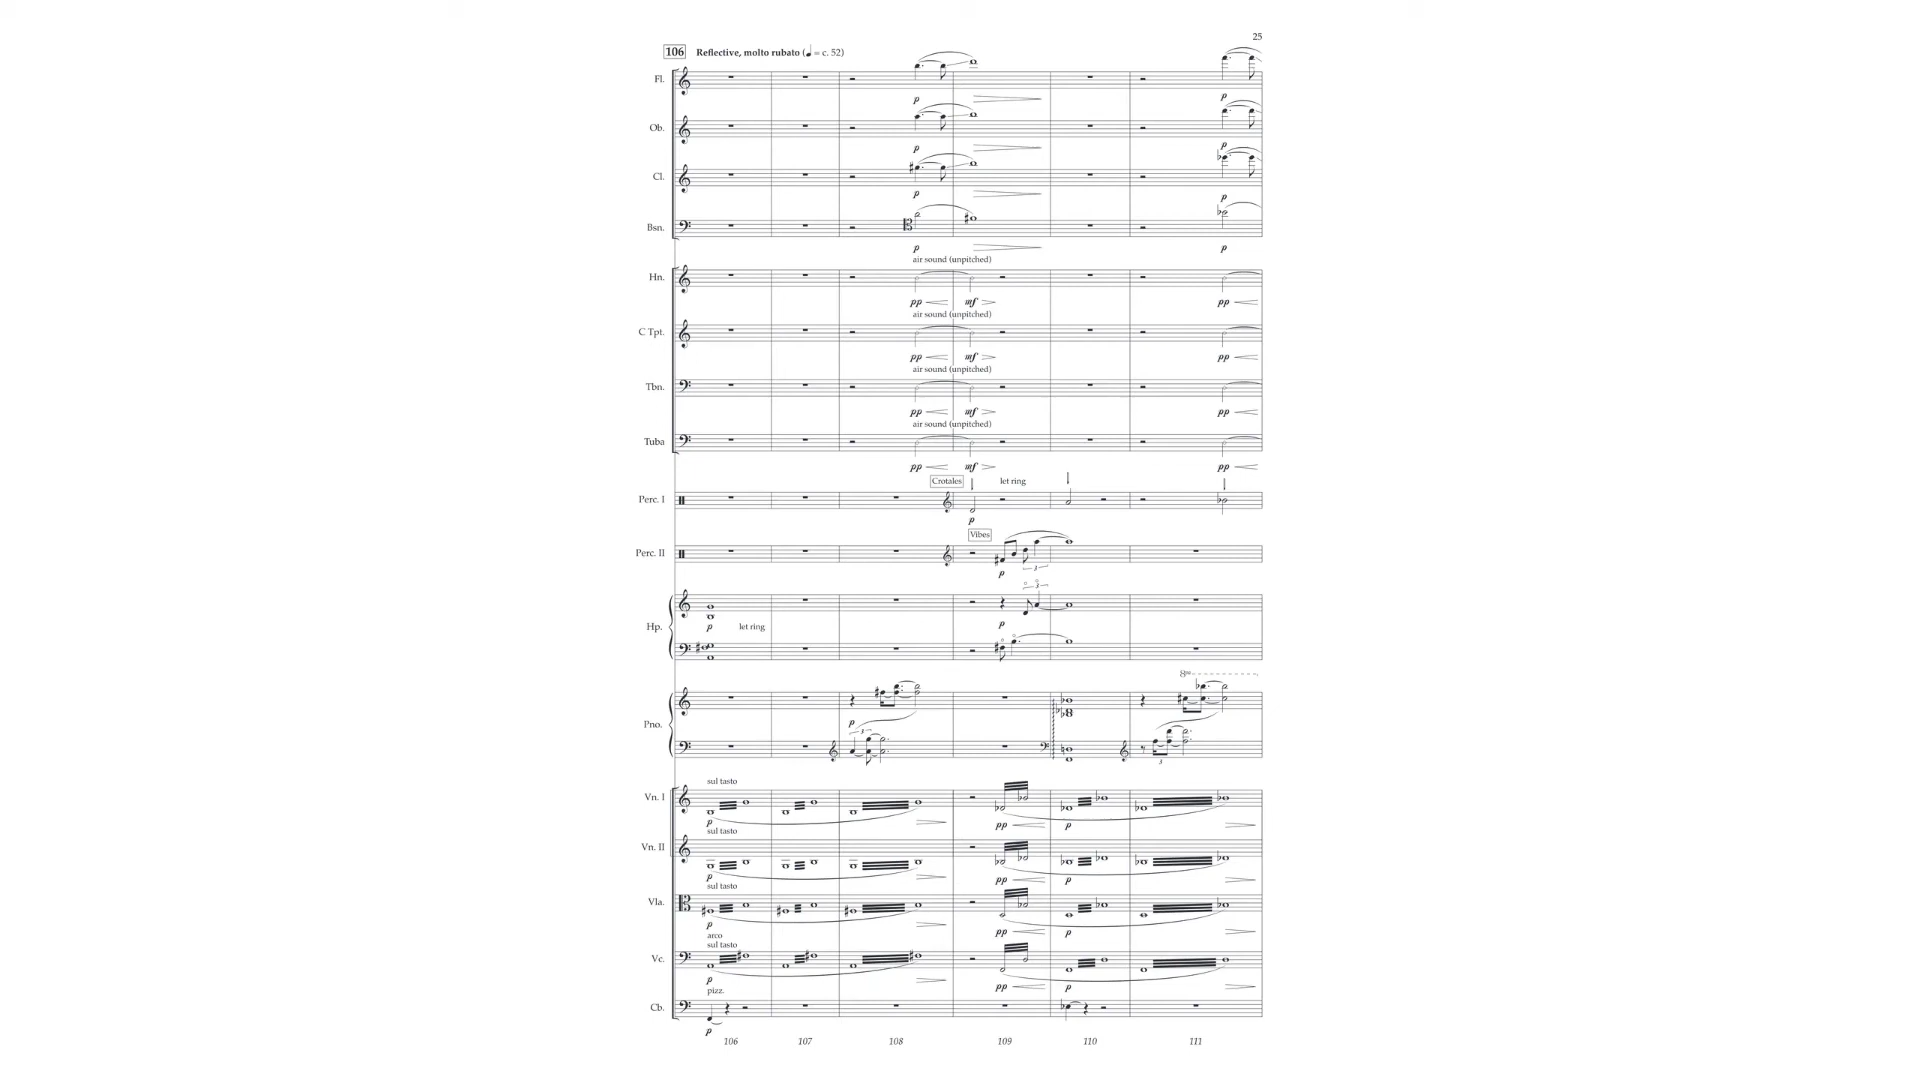 25
106 Reflective, molto rubato (♩ = c. 52)
Fl.
p
p
Ob.
p
p
Cl.
p
p
Bsn.
p
p
air sound (unpitched)
Hn.
pp mf pp
air sound (unpitched)
C Tpt.
pp mf pp
air sound (unpitched)
Tbn.
pp mf pp
air sound (unpitched)
Tuba
pp mf pp
Crotales let ring
Perc. I
p
Vibes
Perc. II
3
p
3
Hp.
p let ring p
8va
Pno.
p
3
3
sul tasto
Vn. I
p pp p
sul tasto
Vn. II
p pp p
sul tasto
Vla.
p pp p
arco
sul tasto
Vc.
p pp p
pizz.
Cb.
p
106 107 108 109 110 111